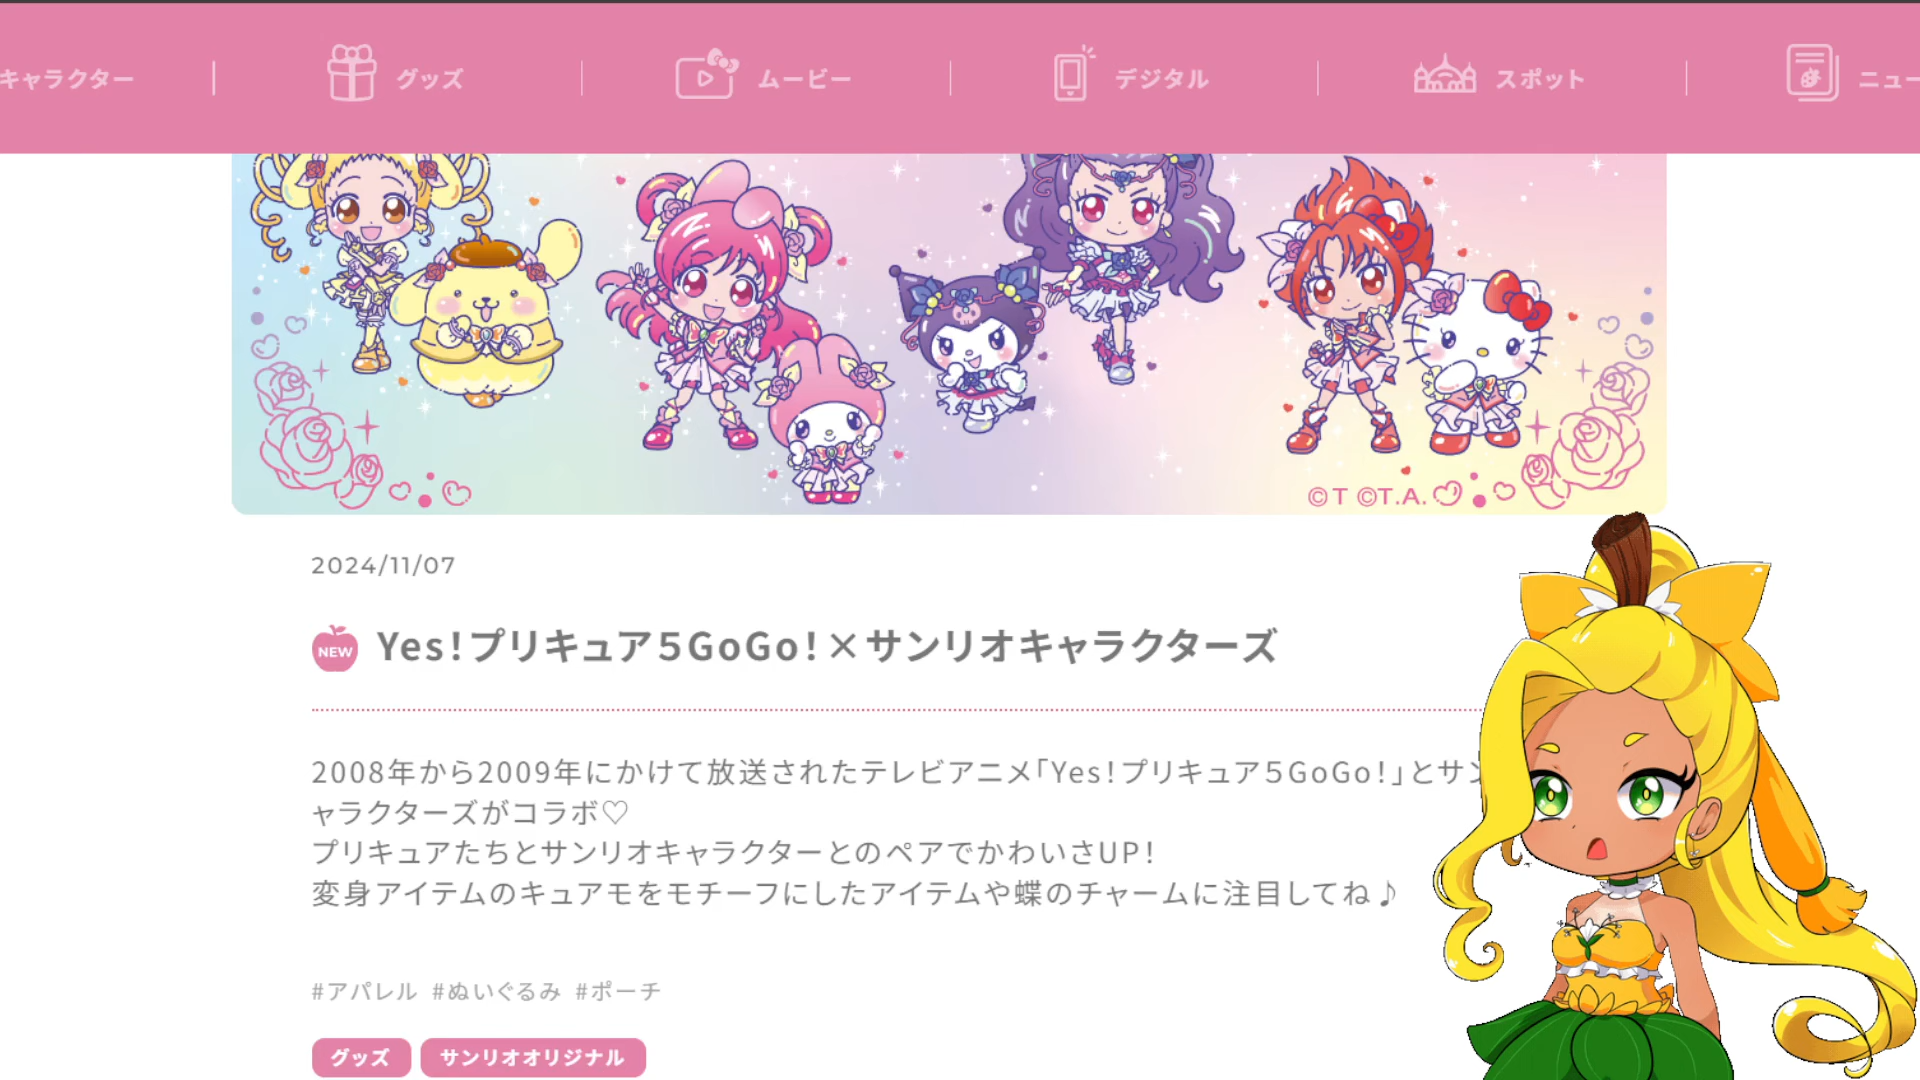 キャラクター
グッズ
ムービー
デジタル
スポット
ニュー
©T ©T.A.
2024/11/07
NEW
Yes!プリキュア5GoGo!×サンリオキャラクターズ
2008年から2009年にかけて放送されたテレビアニメ「Yes!プリキュア5GoGo!」とサン
ャラクターズがコラボ♡
プリキュアたちとサンリオキャラクターとのペアでかわいさUP!
変身アイテムのキュアモをモチーフにしたアイテムや蝶のチャームに注目してね♪
#アパレル #ぬいぐるみ #ポーチ
グッズ
サンリオオリジナル